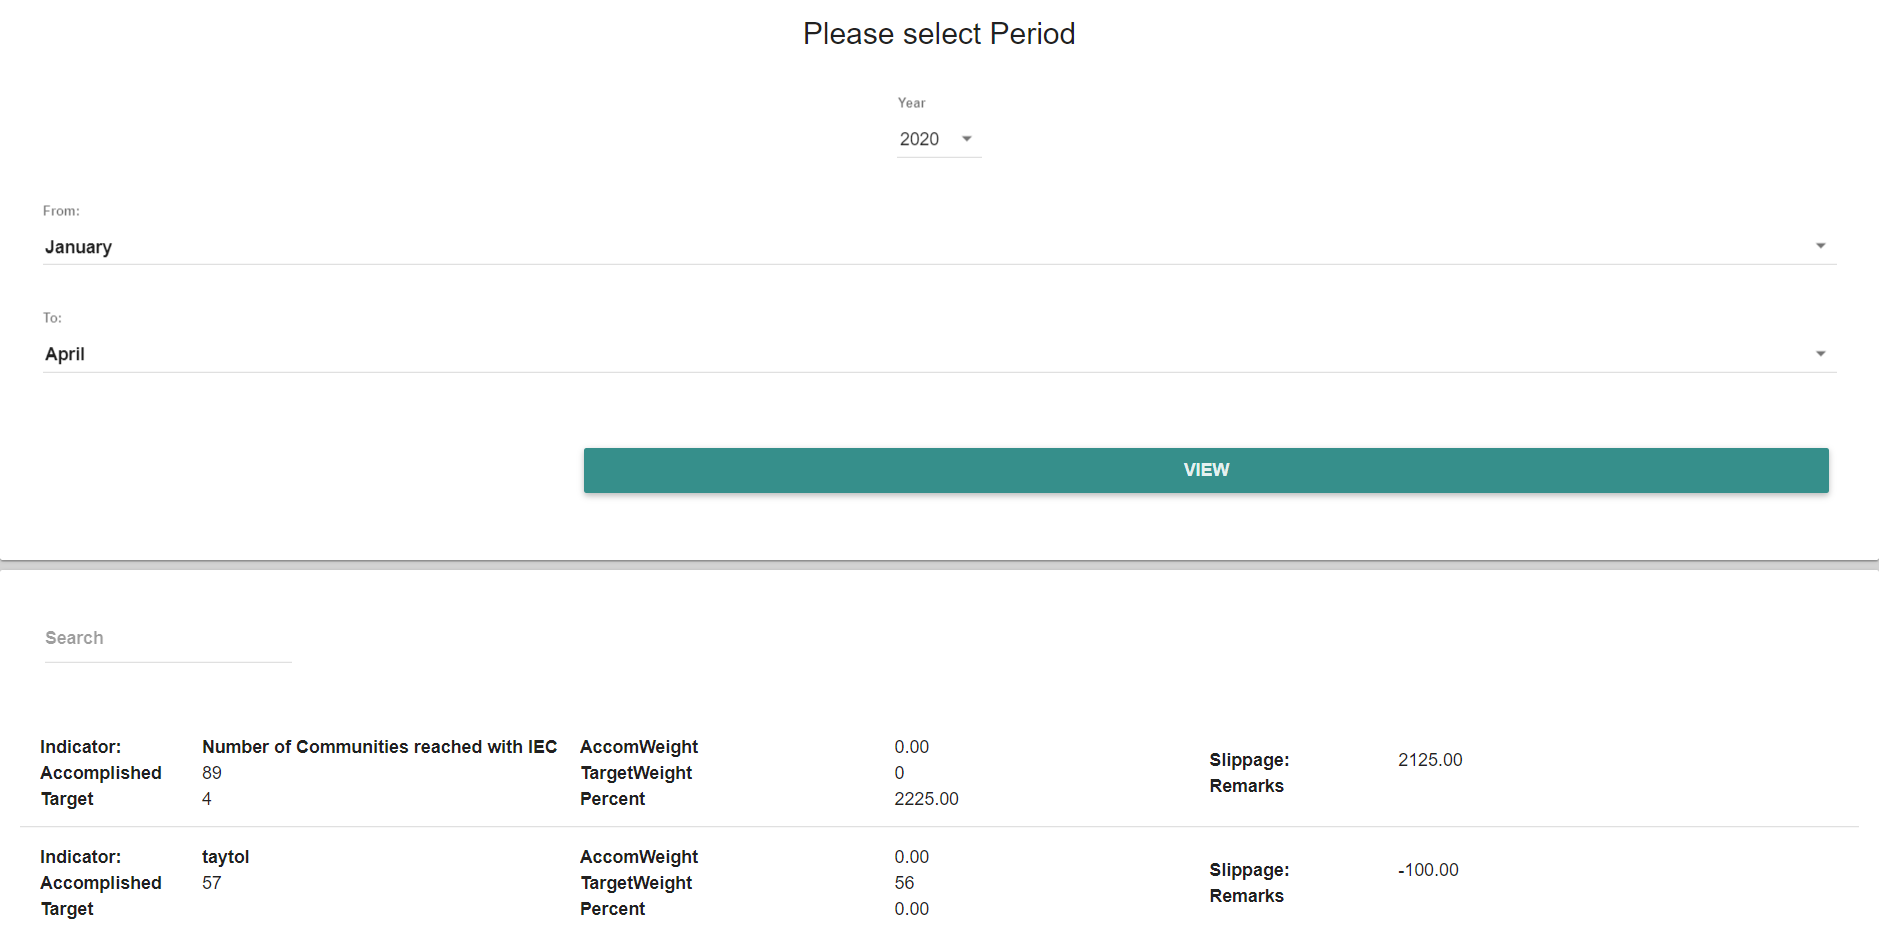 Please select Period
Year
2020
From:
January
To:
April
VIEW
Search
Indicator: Number of Communities reached with IEC AccomWeight 0.00
Accomplished 89 TargetWeight 0
Target 4 Percent 2225.00
Slippage: 2125.00
Remarks
Indicator: taytol AccomWeight 0.00
Accomplished 57 TargetWeight 56
Target Percent 0.00
Slippage: -100.00
Remarks